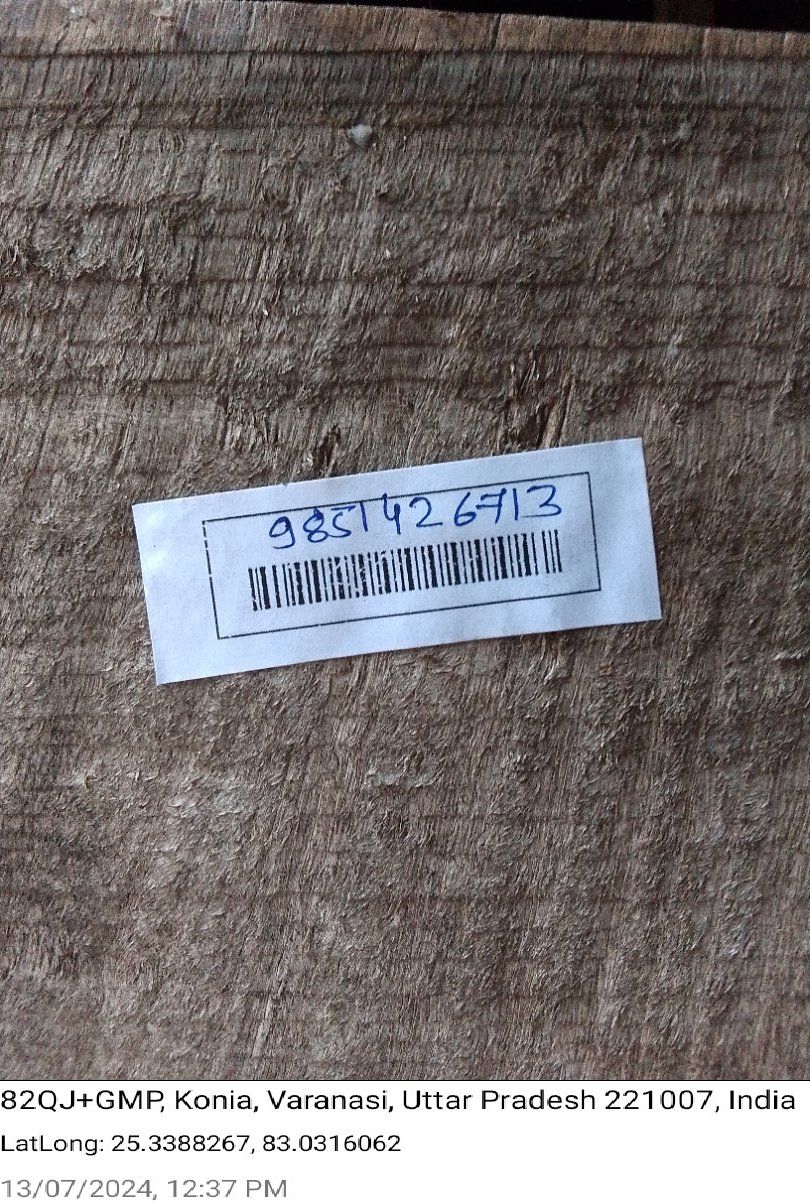 9851426713
82QJ+GMP, Konia, Varanasi, Uttar Pradesh 221007, India
LatLong: 25.3388267, 83.0316062
13/07/2024, 12:37 PM